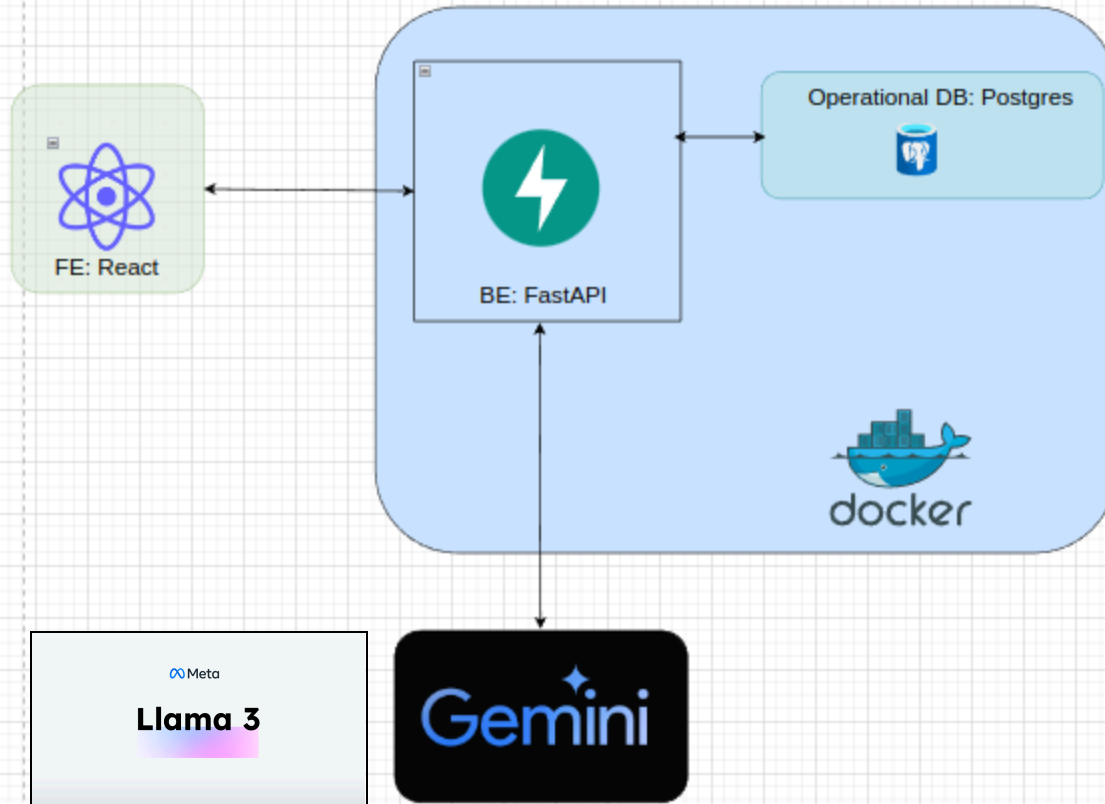 Operational DB: Postgres
FE: React
BE: FastAPI
docker
Meta
Llama 3
Gemini